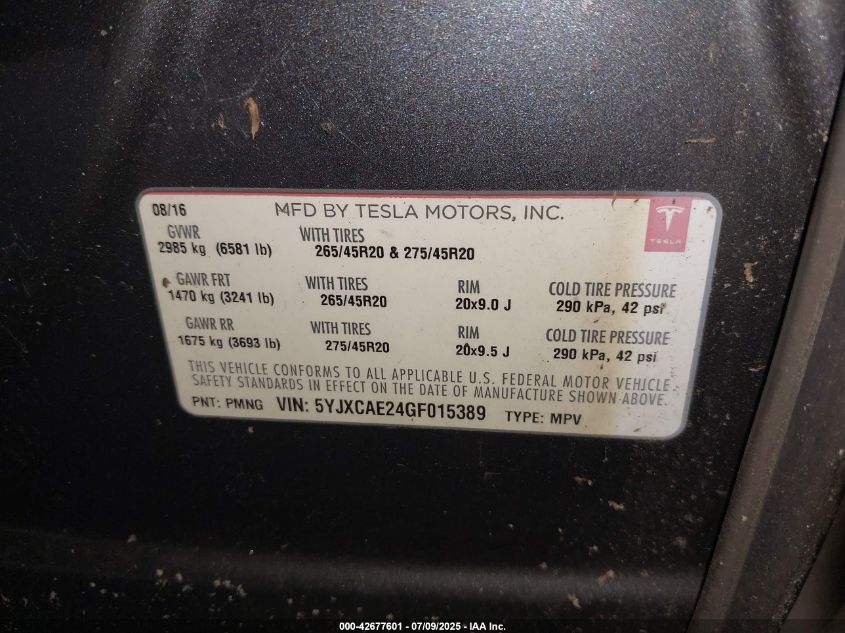 08/16 MFD BY TESLA MOTORS, INC.
TESLA
GVWR WITH TIRES
2985 kg (6581 lb) 265/45R20 & 275/45R20
GAWR FRT WITH TIRES RIM COLD TIRE PRESSURE
1470 kg (3241 lb) 265/45R20 20x9.0 J 290 kPa, 42 psi
GAWR RR WITH TIRES RIM COLD TIRE PRESSURE
1675 kg (3693 lb) 275/45R20 20x9.5 J 290 kPa, 42 psi
THIS VEHICLE CONFORMS TO ALL APPLICABLE U.S. FEDERAL MOTOR VEHICLE
SAFETY STANDARDS IN EFFECT ON THE DATE OF MANUFACTURE SHOWN ABOVE.
PNT: PMNG VIN: 5YJXCAE24GF015389 TYPE: MPV
000-42677601 / 07/09/2025 - IAA Inc.